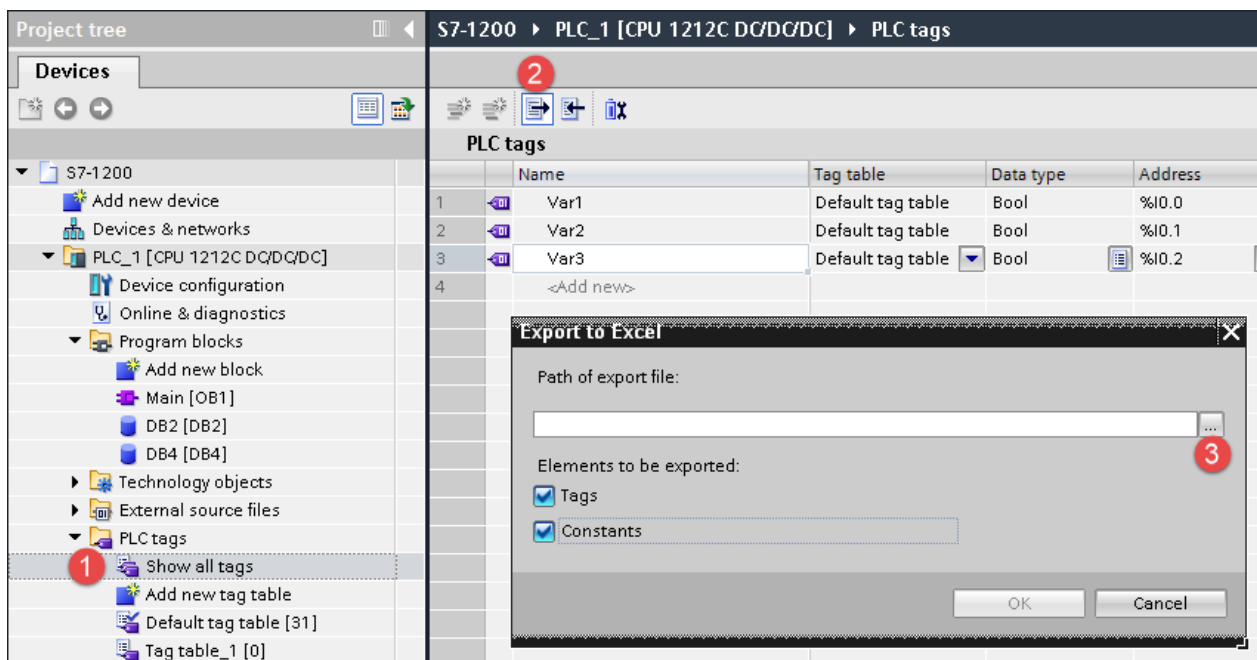 Project tree
Devices
S7-1200
Add new device
Devices & networks
PLC_1 [CPU 1212C DC/DC/DC]
Device configuration
Online & diagnostics
Program blocks
Add new block
Main [OB1]
DB2 [DB2]
DB4 [DB4]
Technology objects
External source files
PLC tags
1 Show all tags
Add new tag table
Default tag table [31]
Tag table_1 [0]
S7-1200 PLC_1 [CPU 1212C DC/DC/DC] PLC tags
2
PLC tags
Name Tag table Data type Address
1 Var1 Default tag table Bool %I0.0
2 Var2 Default tag table Bool %I0.1
3 Var3 Default tag table Bool %I0.2
4 <Add new>
Export to Excel
Path of export file:
...
3
Elements to be exported:
Tags
Constants
OK Cancel